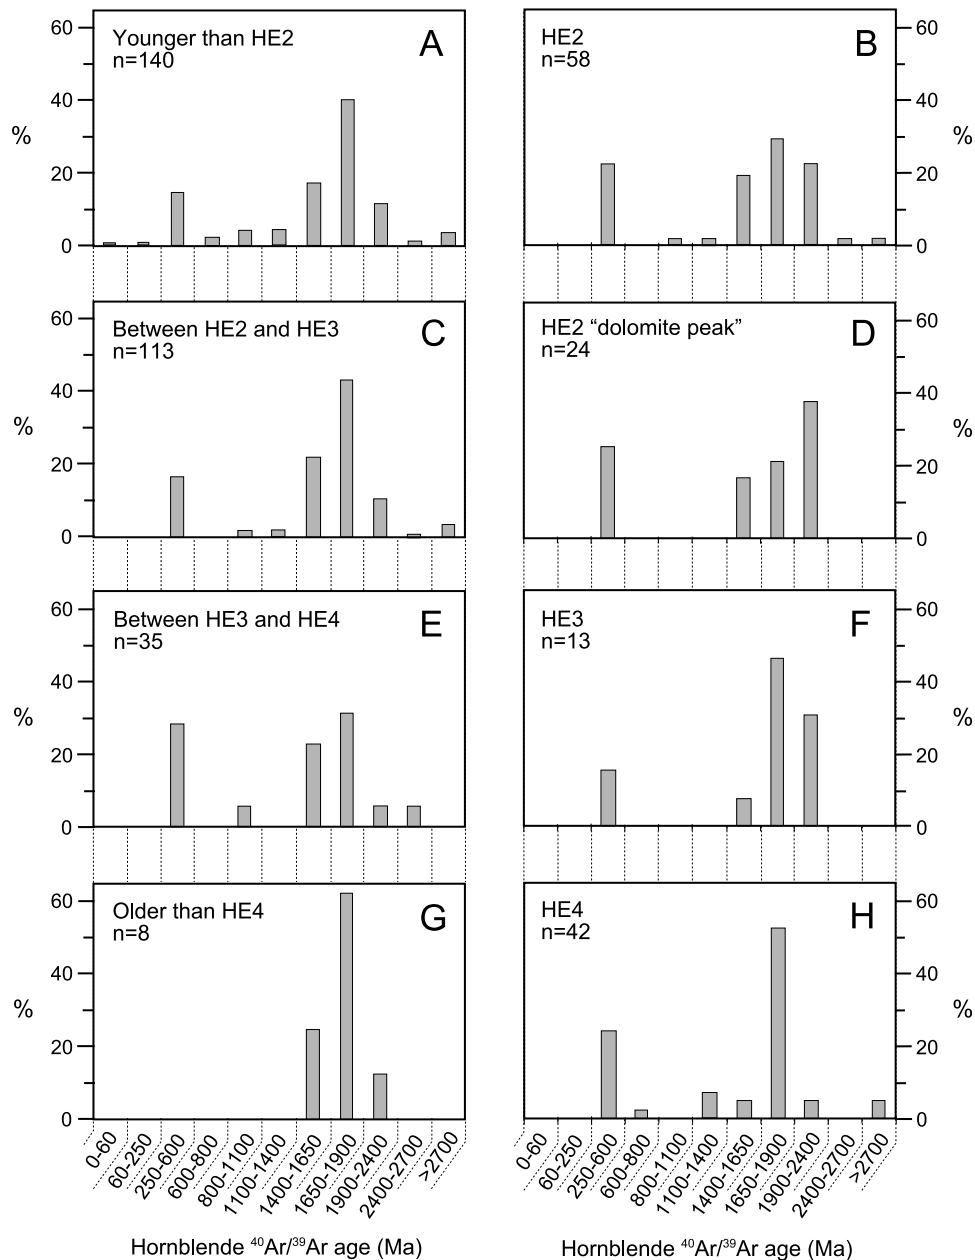 Younger than HE2
n=140
A
60
40
20
0
%
HE2
n=58
B
60
40
20
0
%
Between HE2 and HE3
n=113
C
60
40
20
0
%
HE2 “dolomite peak”
n=24
D
60
40
20
0
%
Between HE3 and HE4
n=35
E
60
40
20
0
%
HE3
n=13
F
60
40
20
0
%
Older than HE4
n=8
G
60
40
20
0
%
HE4
n=42
H
60
40
20
0
%
0-60
60-250
250-600
600-800
800-1100
1100-1400
1400-1650
1650-1900
1900-2400
2400-2700
>2700
Hornblende ⁴⁰Ar/³⁹Ar age (Ma)
0-60
60-250
250-600
600-800
800-1100
1100-1400
1400-1650
1650-1900
1900-2400
2400-2700
>2700
Hornblende ⁴⁰Ar/³⁹Ar age (Ma)